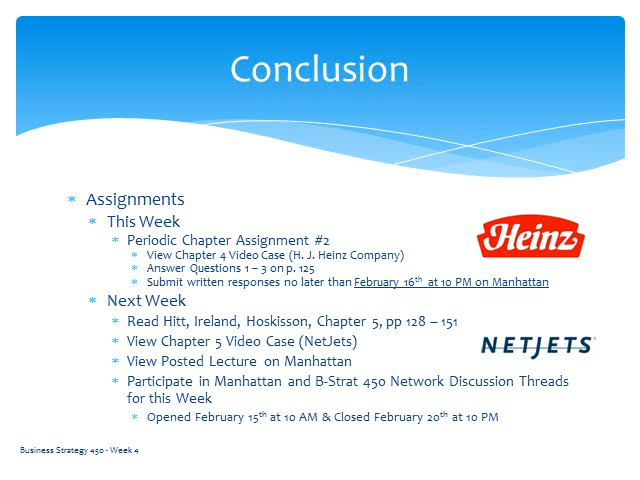 Conclusion
Assignments
This Week
Periodic Chapter Assignment #2
View Chapter 4 Video Case (H. J. Heinz Company)
Answer Questions 1 – 3 on p. 125
Submit written responses no later than February 16th at 10 PM on Manhattan
Heinz
Next Week
Read Hitt, Ireland, Hoskisson, Chapter 5, pp 128 – 151
View Chapter 5 Video Case (NetJets)
NETJETS
View Posted Lecture on Manhattan
Participate in Manhattan and B-Strat 450 Network Discussion Threads
for this Week
Opened February 15th at 10 AM & Closed February 20th at 10 PM
Business Strategy 450 - Week 4